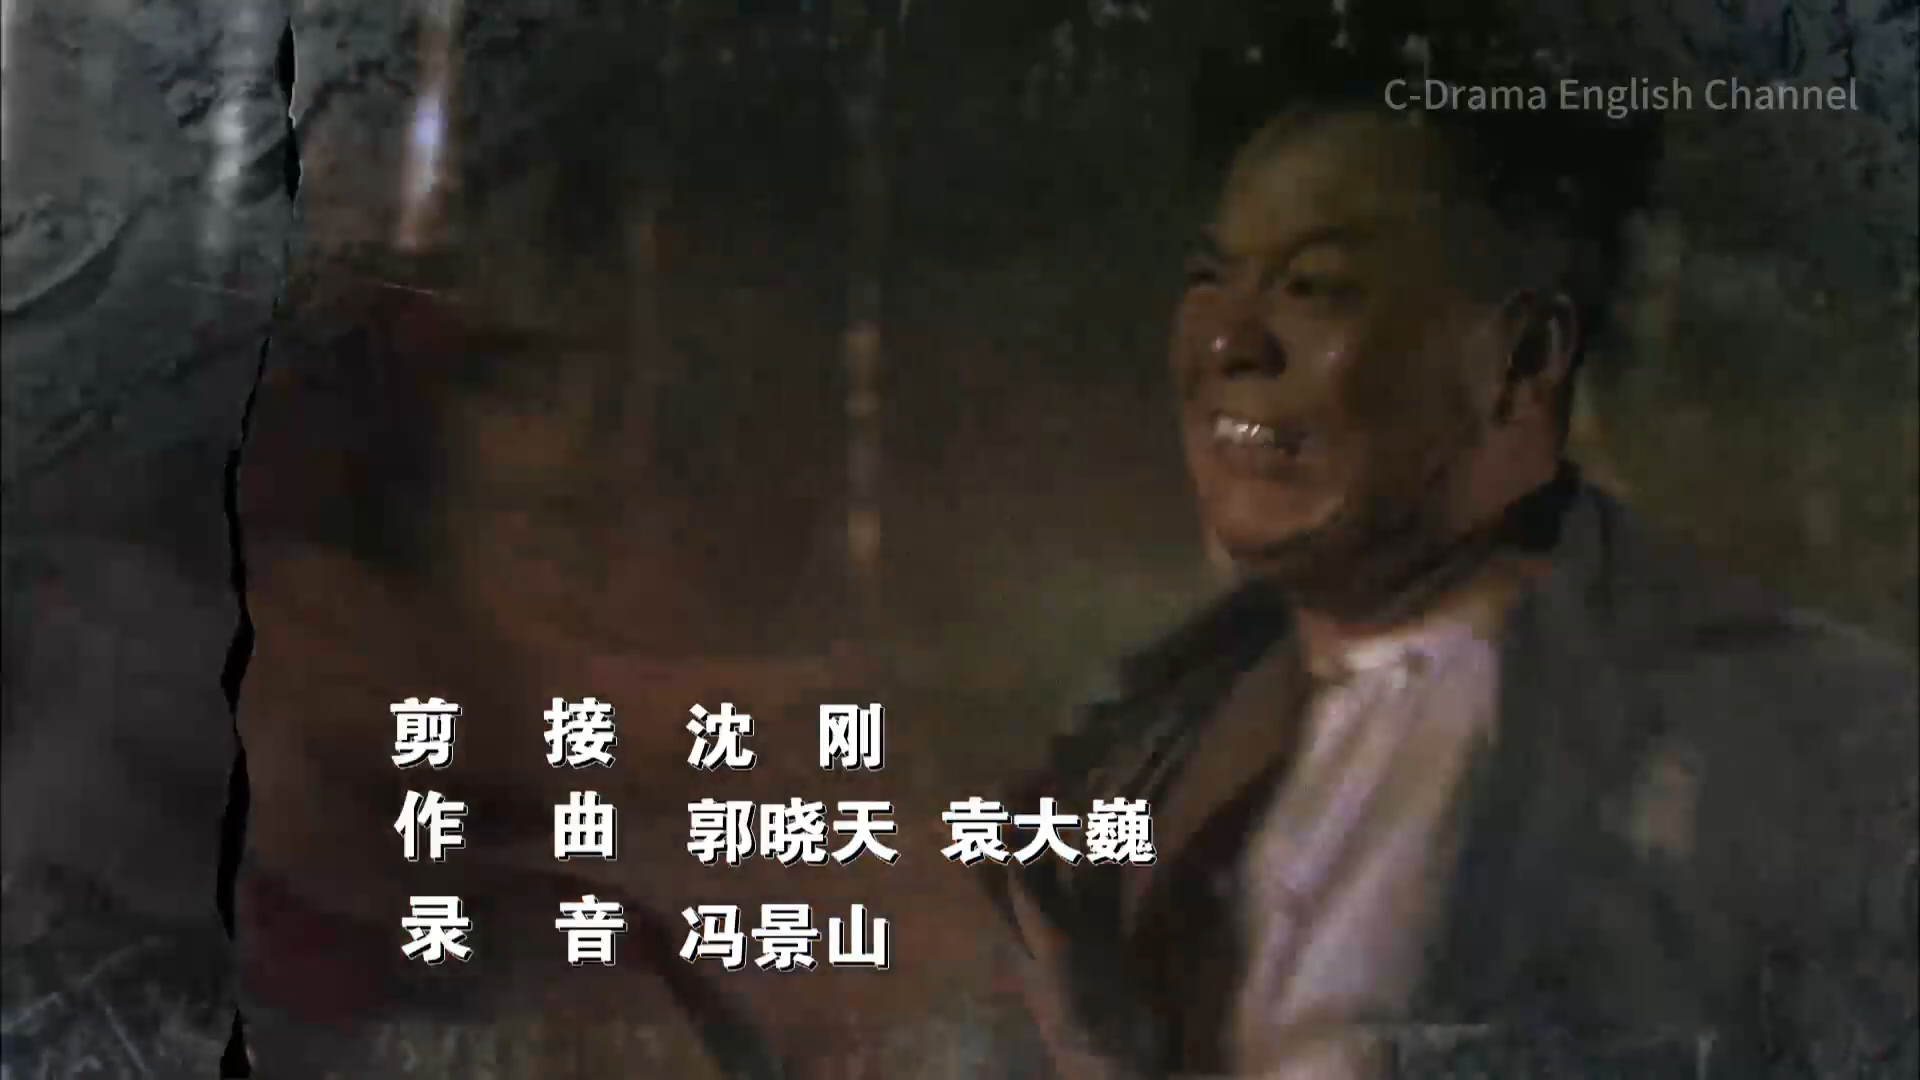 C-Drama English Channel
剪 接 沈 刚
作 曲 郭晓天 袁大巍
录 音 冯景山